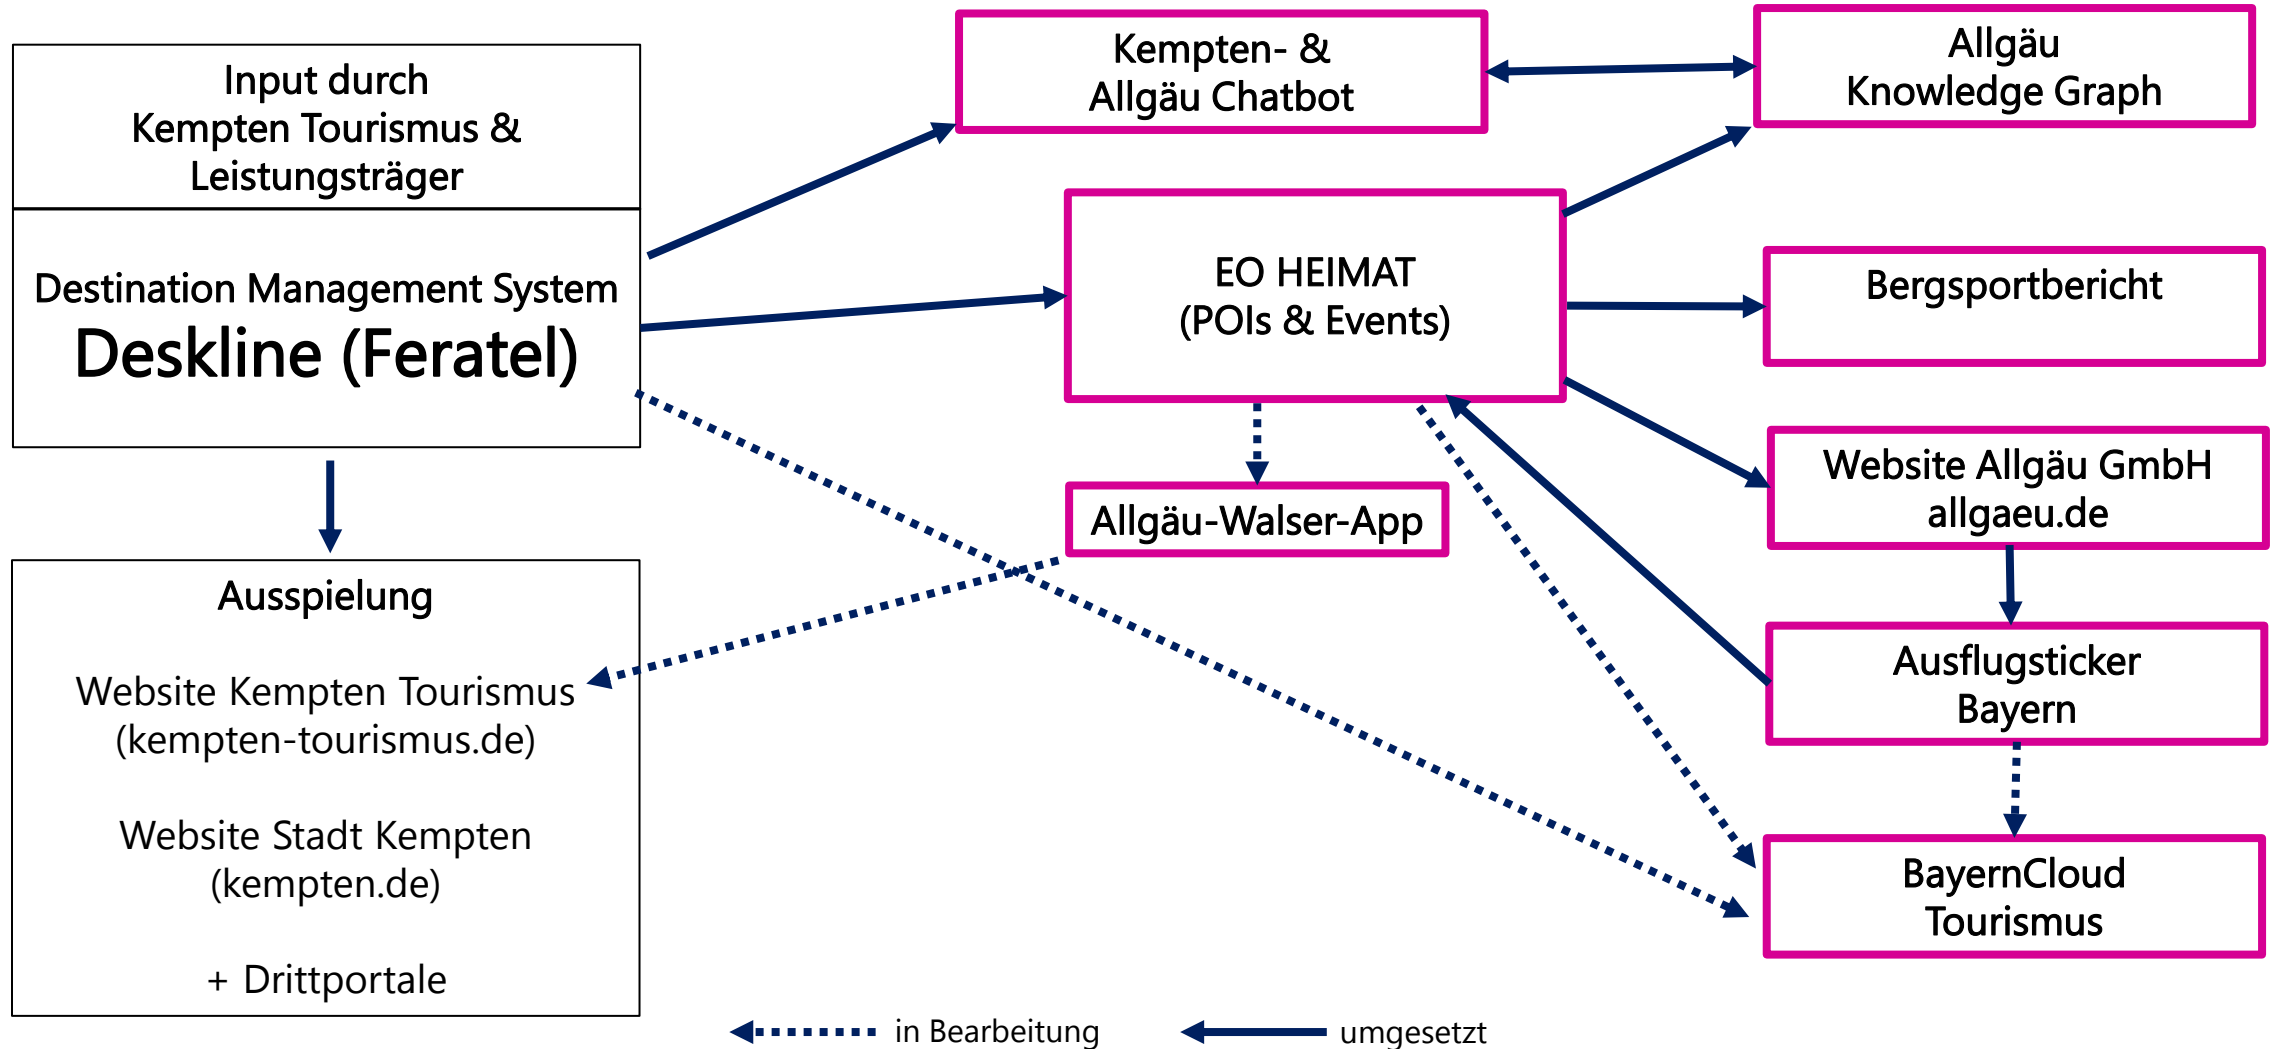 Input durch
Kempten Tourismus &
Leistungsträger
Destination Management System
Deskline (Feratel)
Ausspielung
Website Kempten Tourismus
(kempten-tourismus.de)
Website Stadt Kempten
(kempten.de)
+ Drittportale
Kempten- &
Allgäu Chatbot
EO HEIMAT
(POIs & Events)
Allgäu-Walser-App
Allgäu
Knowledge Graph
Bergsportbericht
Website Allgäu GmbH
allgaeu.de
Ausflugsticker
Bayern
BayernCloud
Tourismus
in Bearbeitung
umgesetzt